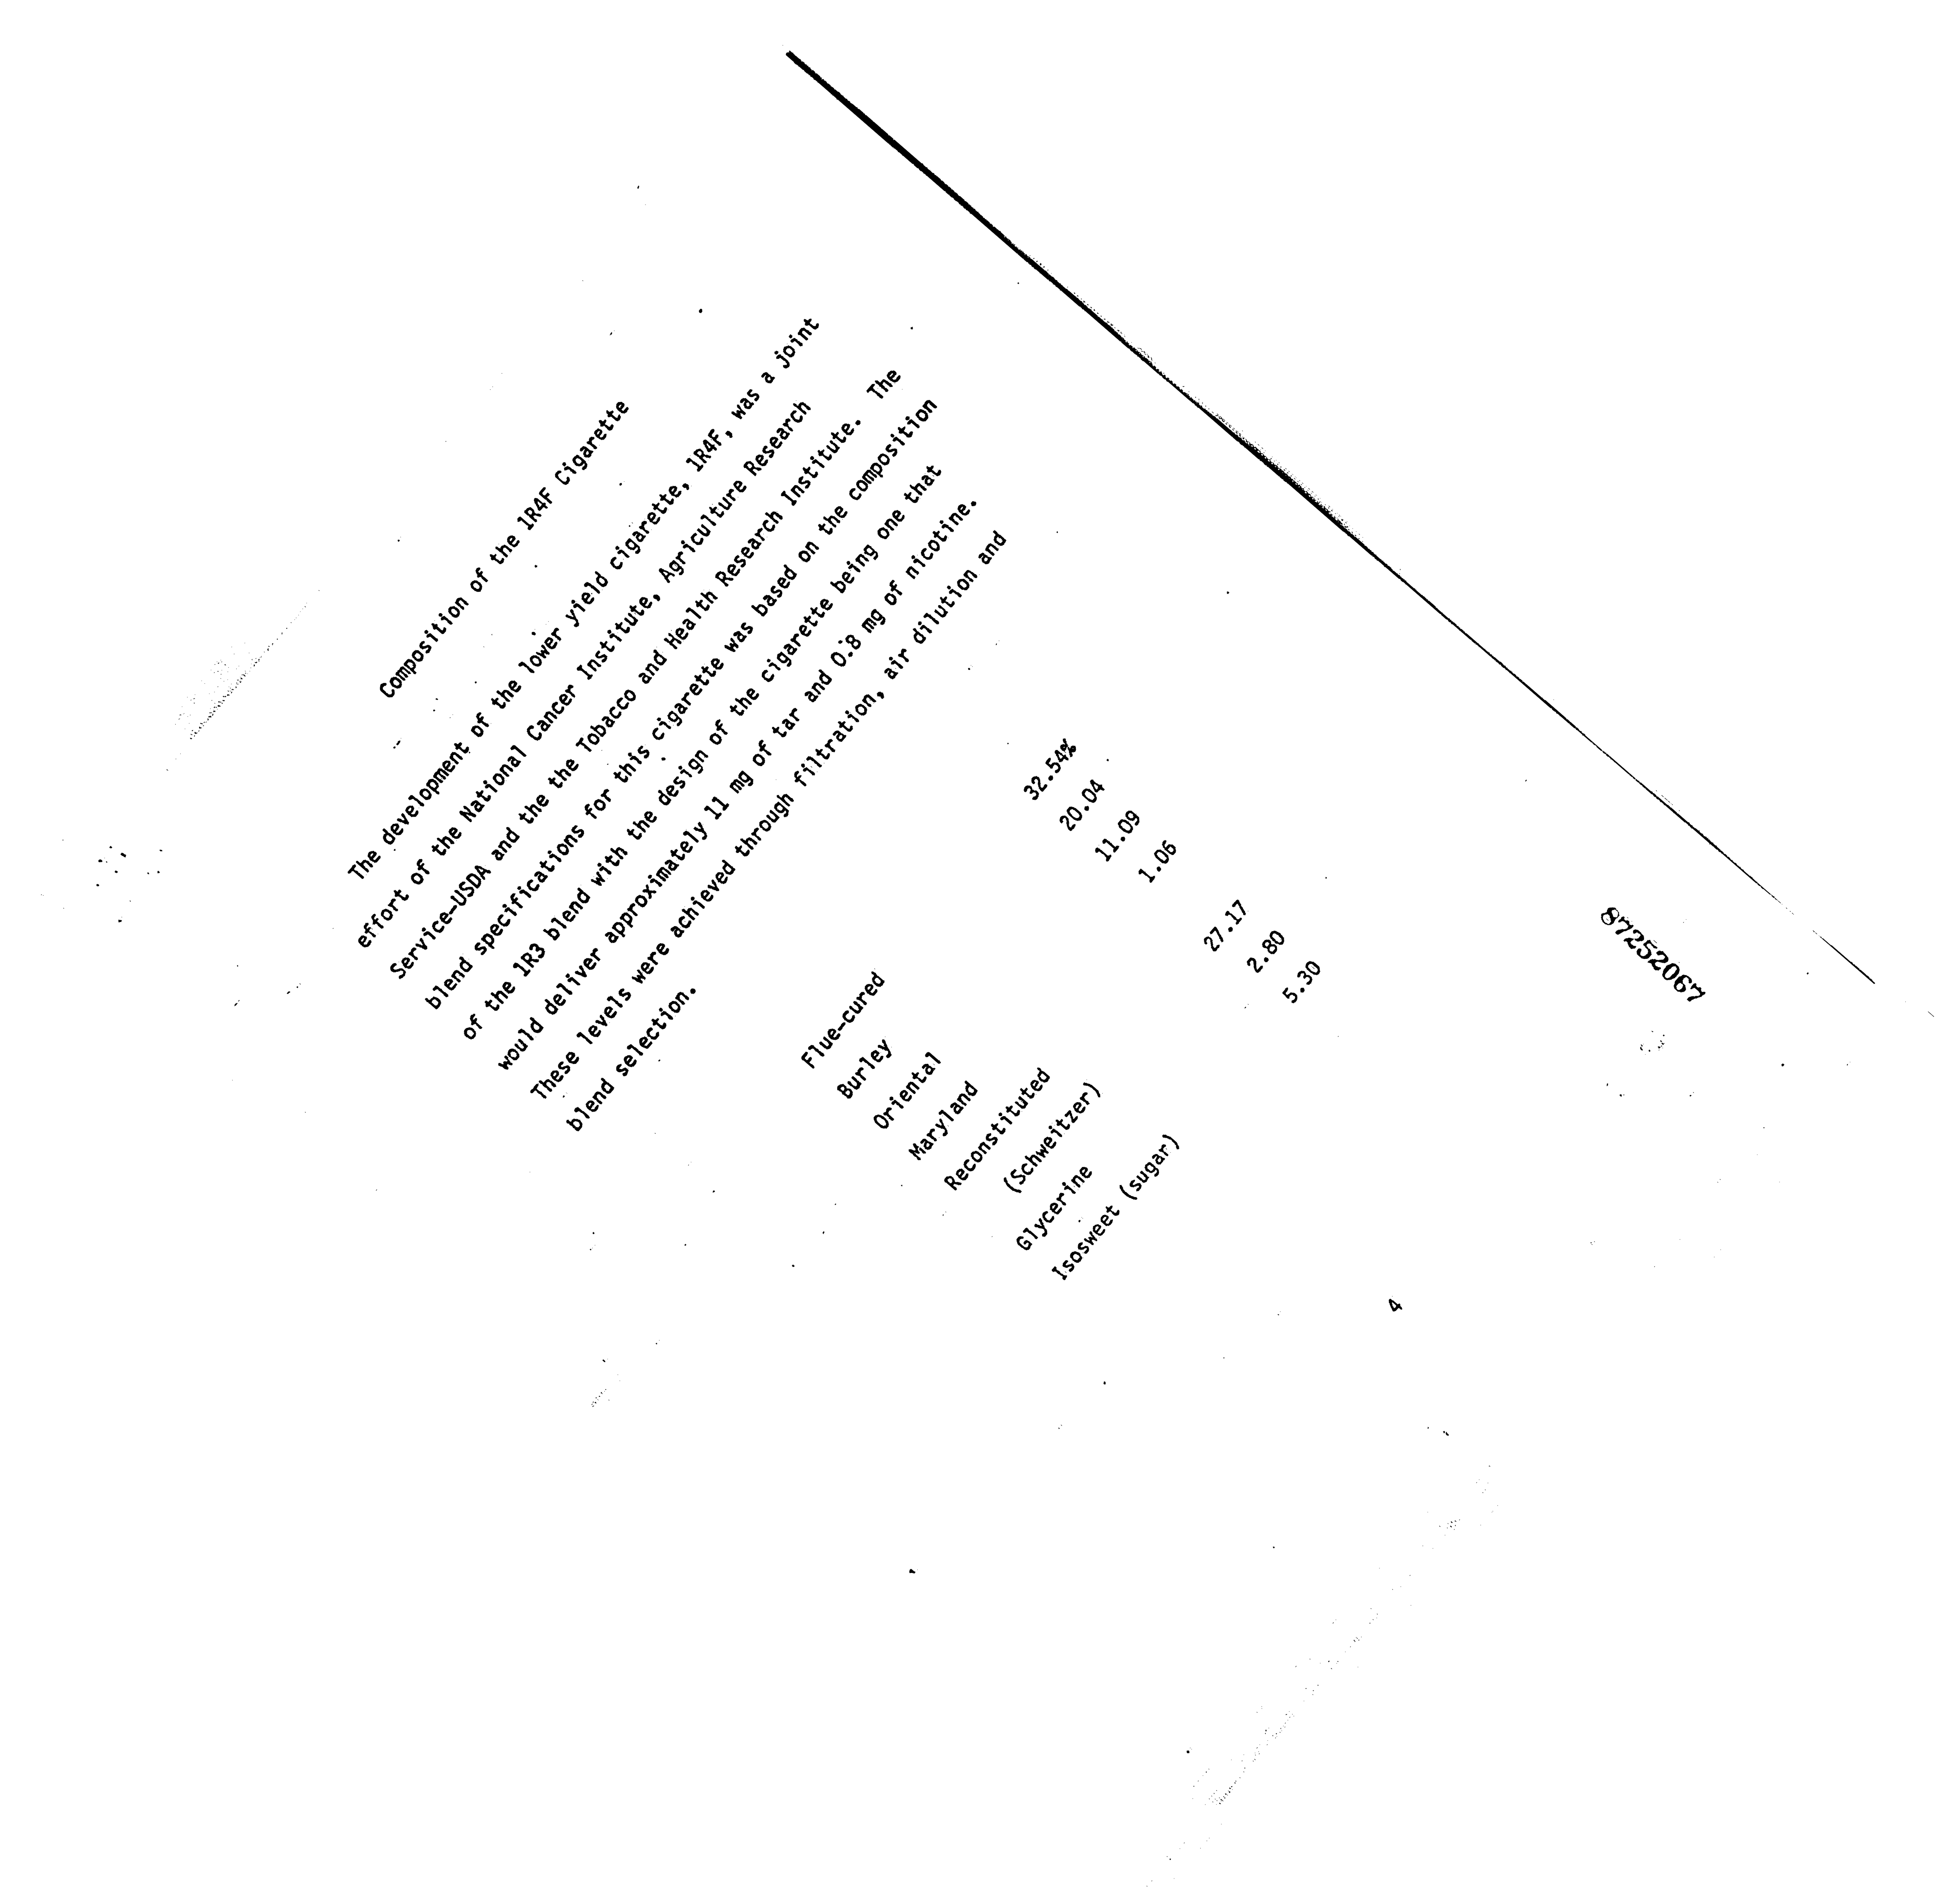 Composition of the 1R4F Cigarette
The development of the lower yield cigarette, 1R4F, was a joint
effort of the National Cancer Institute, Agriculture Research
Service-USDA and the the Tobacco and Health Research Institute. The
blend specifications for this cigarette was based on the composition
of the 1R3 blend with the design of the cigarette being one that
would deliver approximately 11 mg of tar and 0.8 mg of nicotine.
These levels were achieved through filtration, air dilution and
blend selection.
Flue-cured 32.54%
Burley 20.04
Oriental 11.09
Maryland 1.06
Reconstituted
(Schweitzer) 27.17
Glycerine 2.80
Isosweet (sugar) 5.30
4
87252067